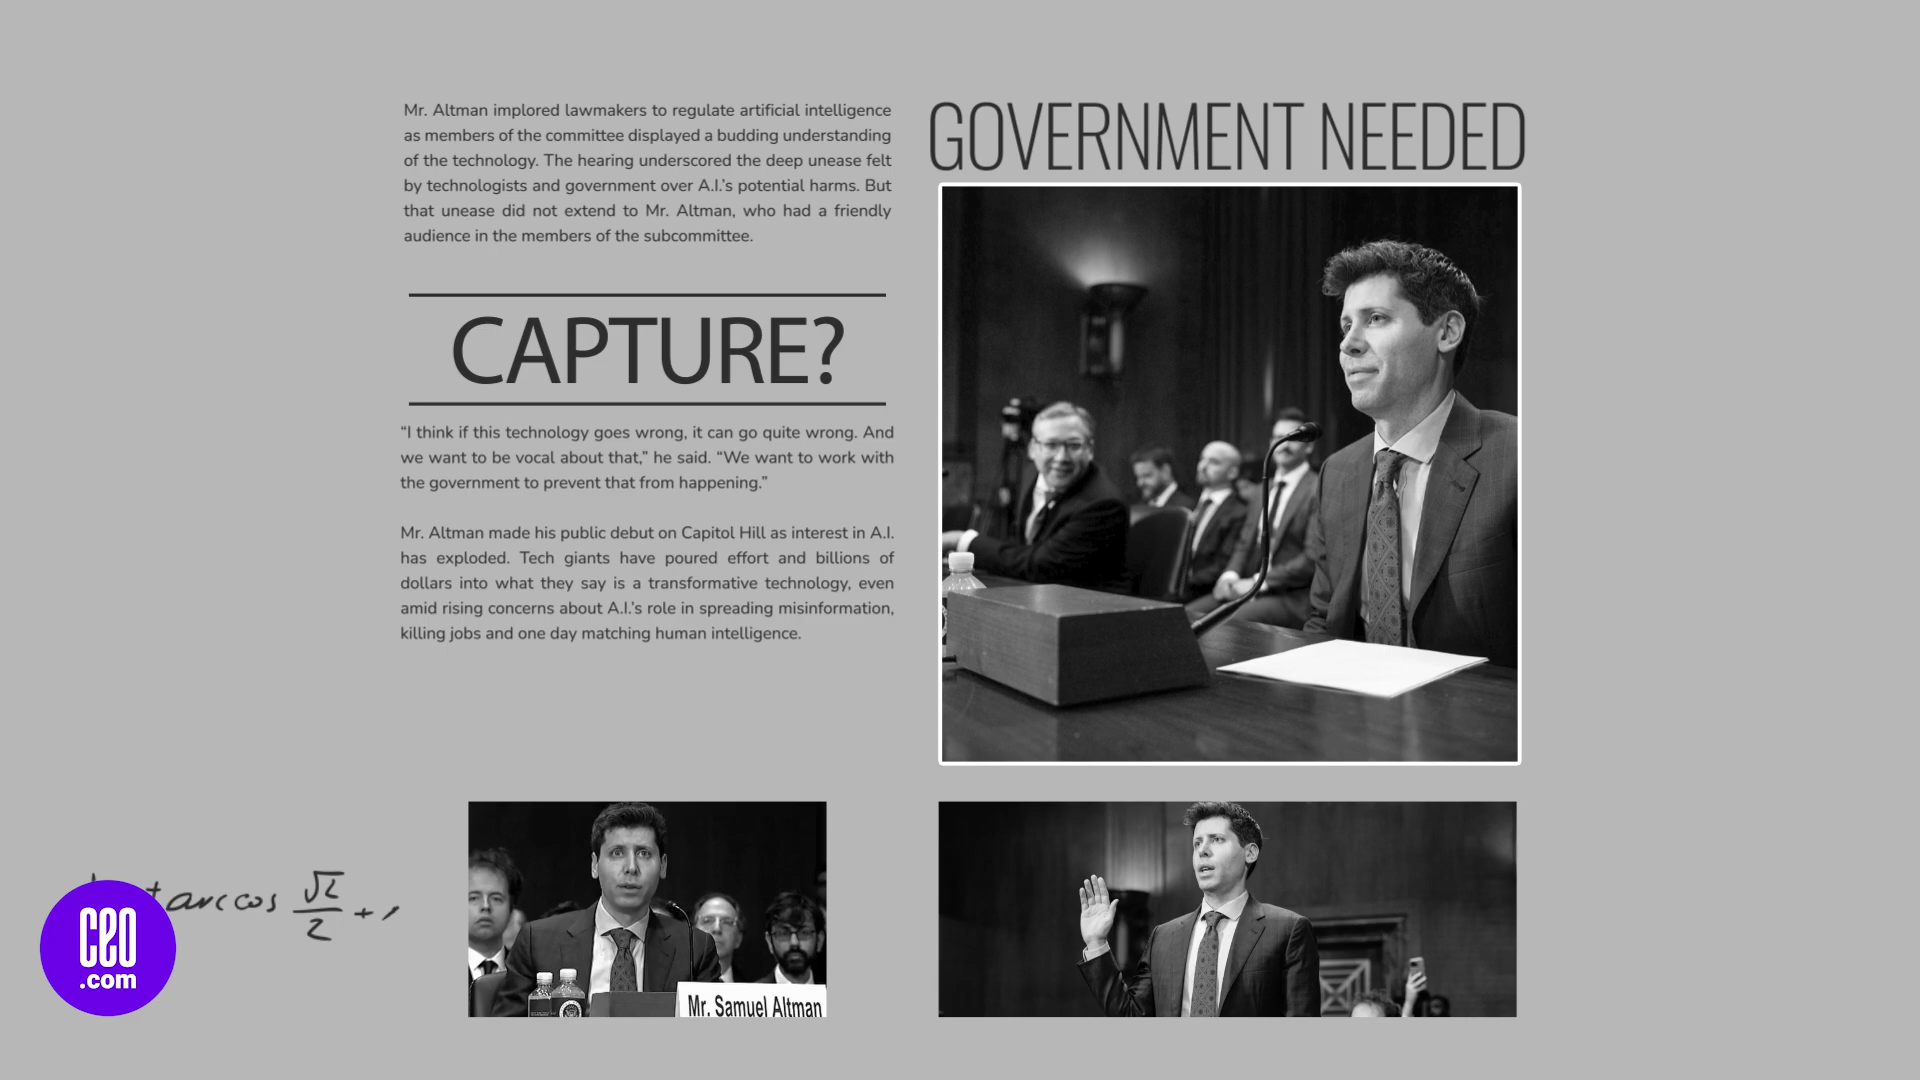 Mr. Altman implored lawmakers to regulate artificial intelligence
as members of the committee displayed a budding understanding
of the technology. The hearing underscored the deep unease felt
by technologists and government over A.I.’s potential harms. But
that unease did not extend to Mr. Altman, who had a friendly
audience in the members of the subcommittee.
CAPTURE?
“I think if this technology goes wrong, it can go quite wrong. And
we want to be vocal about that,” he said. “We want to work with
the government to prevent that from happening.”
Mr. Altman made his public debut on Capitol Hill as interest in A.I.
has exploded. Tech giants have poured effort and billions of
dollars into what they say is a transformative technology, even
amid rising concerns about A.I.’s role in spreading misinformation,
killing jobs and one day matching human intelligence.
GOVERNMENT NEEDED
Mr. Samuel Altman
arccos √2/2 +
CEO
.com